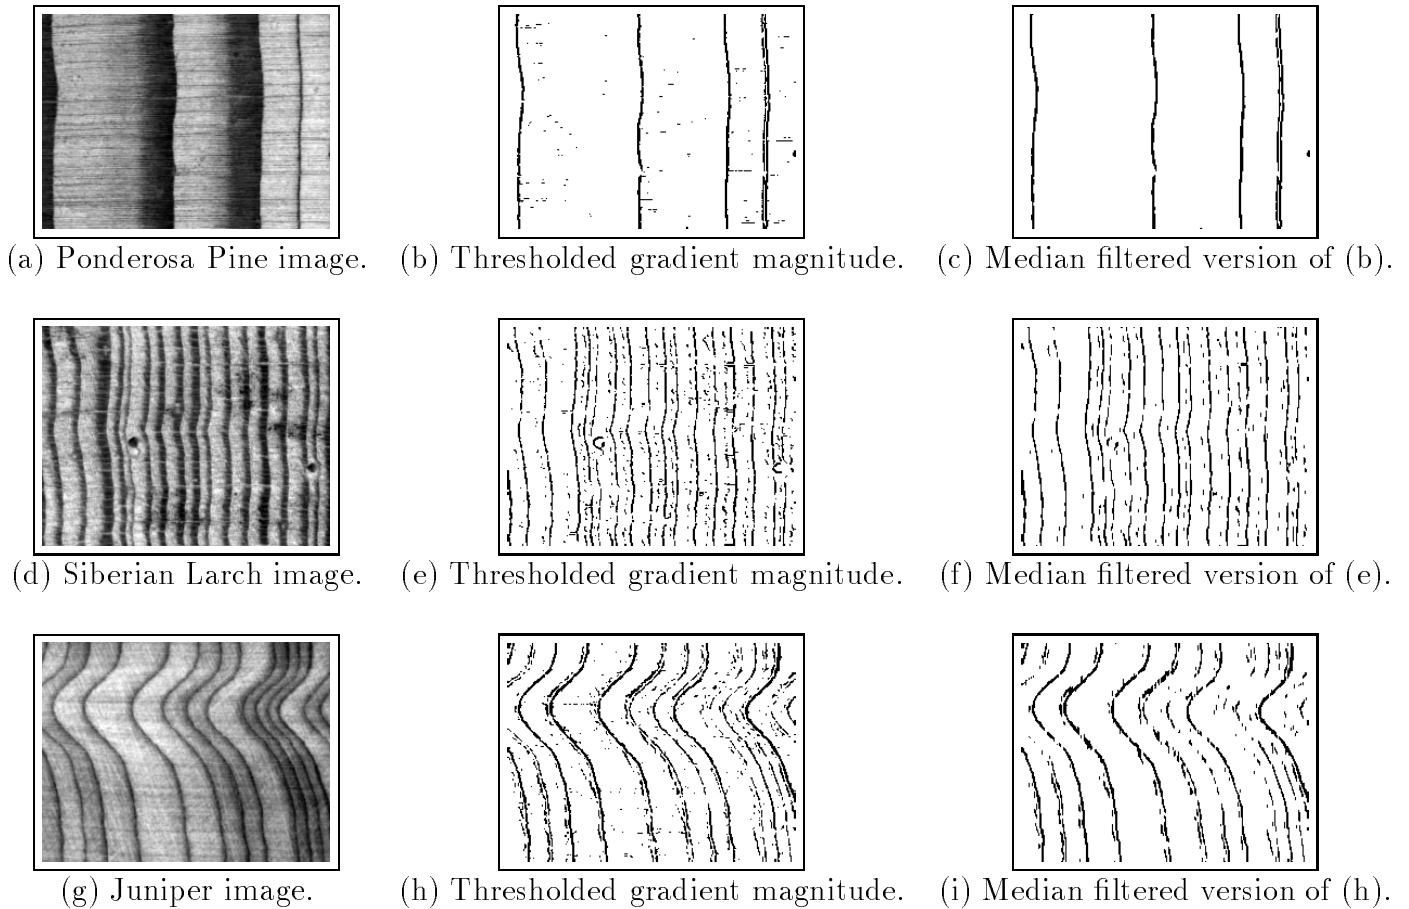 (a) Ponderosa Pine image.
(b) Thresholded gradient magnitude.
(c) Median filtered version of (b).
(d) Siberian Larch image.
(e) Thresholded gradient magnitude.
(f) Median filtered version of (e).
(g) Juniper image.
(h) Thresholded gradient magnitude.
(i) Median filtered version of (h).